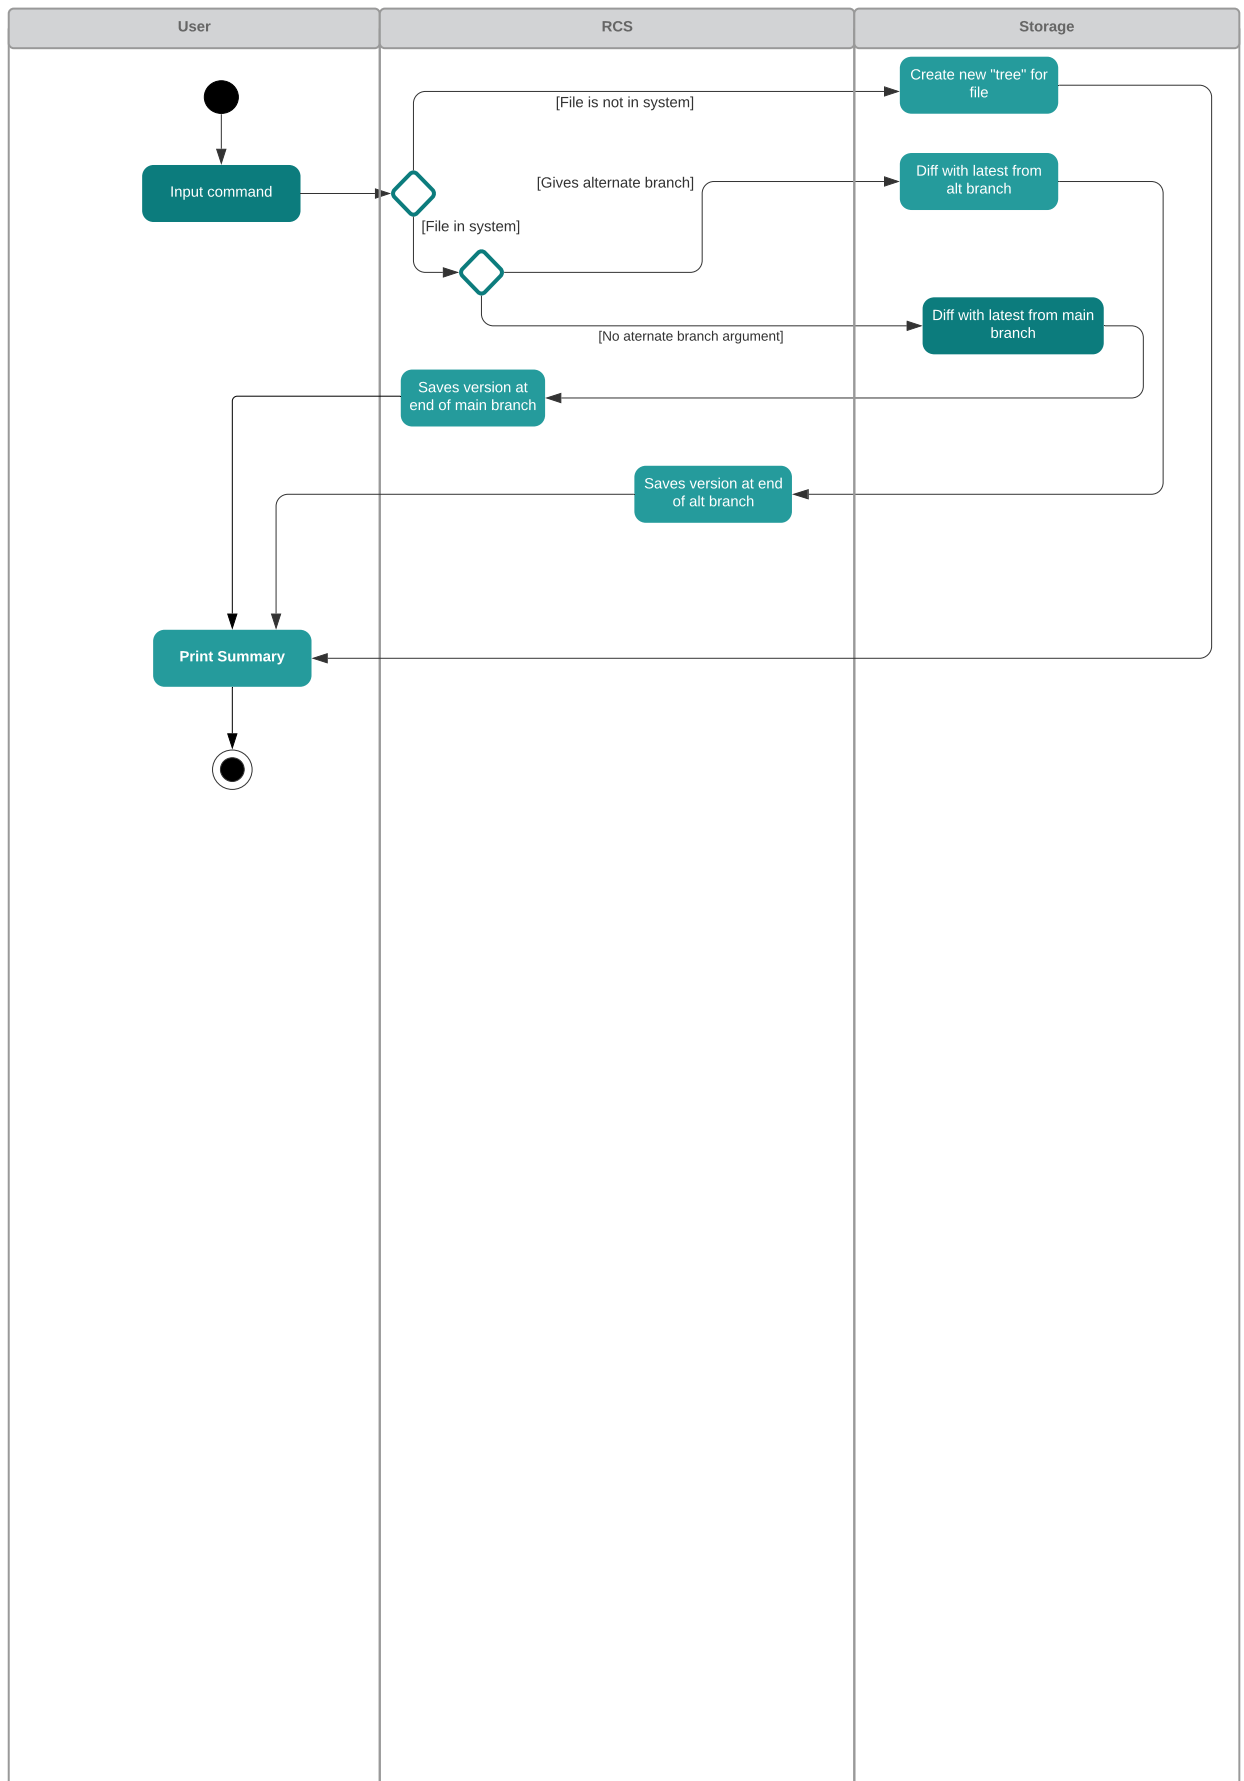 User
RCS
Storage
Create new "tree" for
file
[File is not in system]
Diff with latest from
alt branch
[Gives alternate branch]
Input command
[File in system]
Diff with latest from main
branch
[No aternate branch argument]
Saves version at
end of main branch
Saves version at end
of alt branch
Print Summary